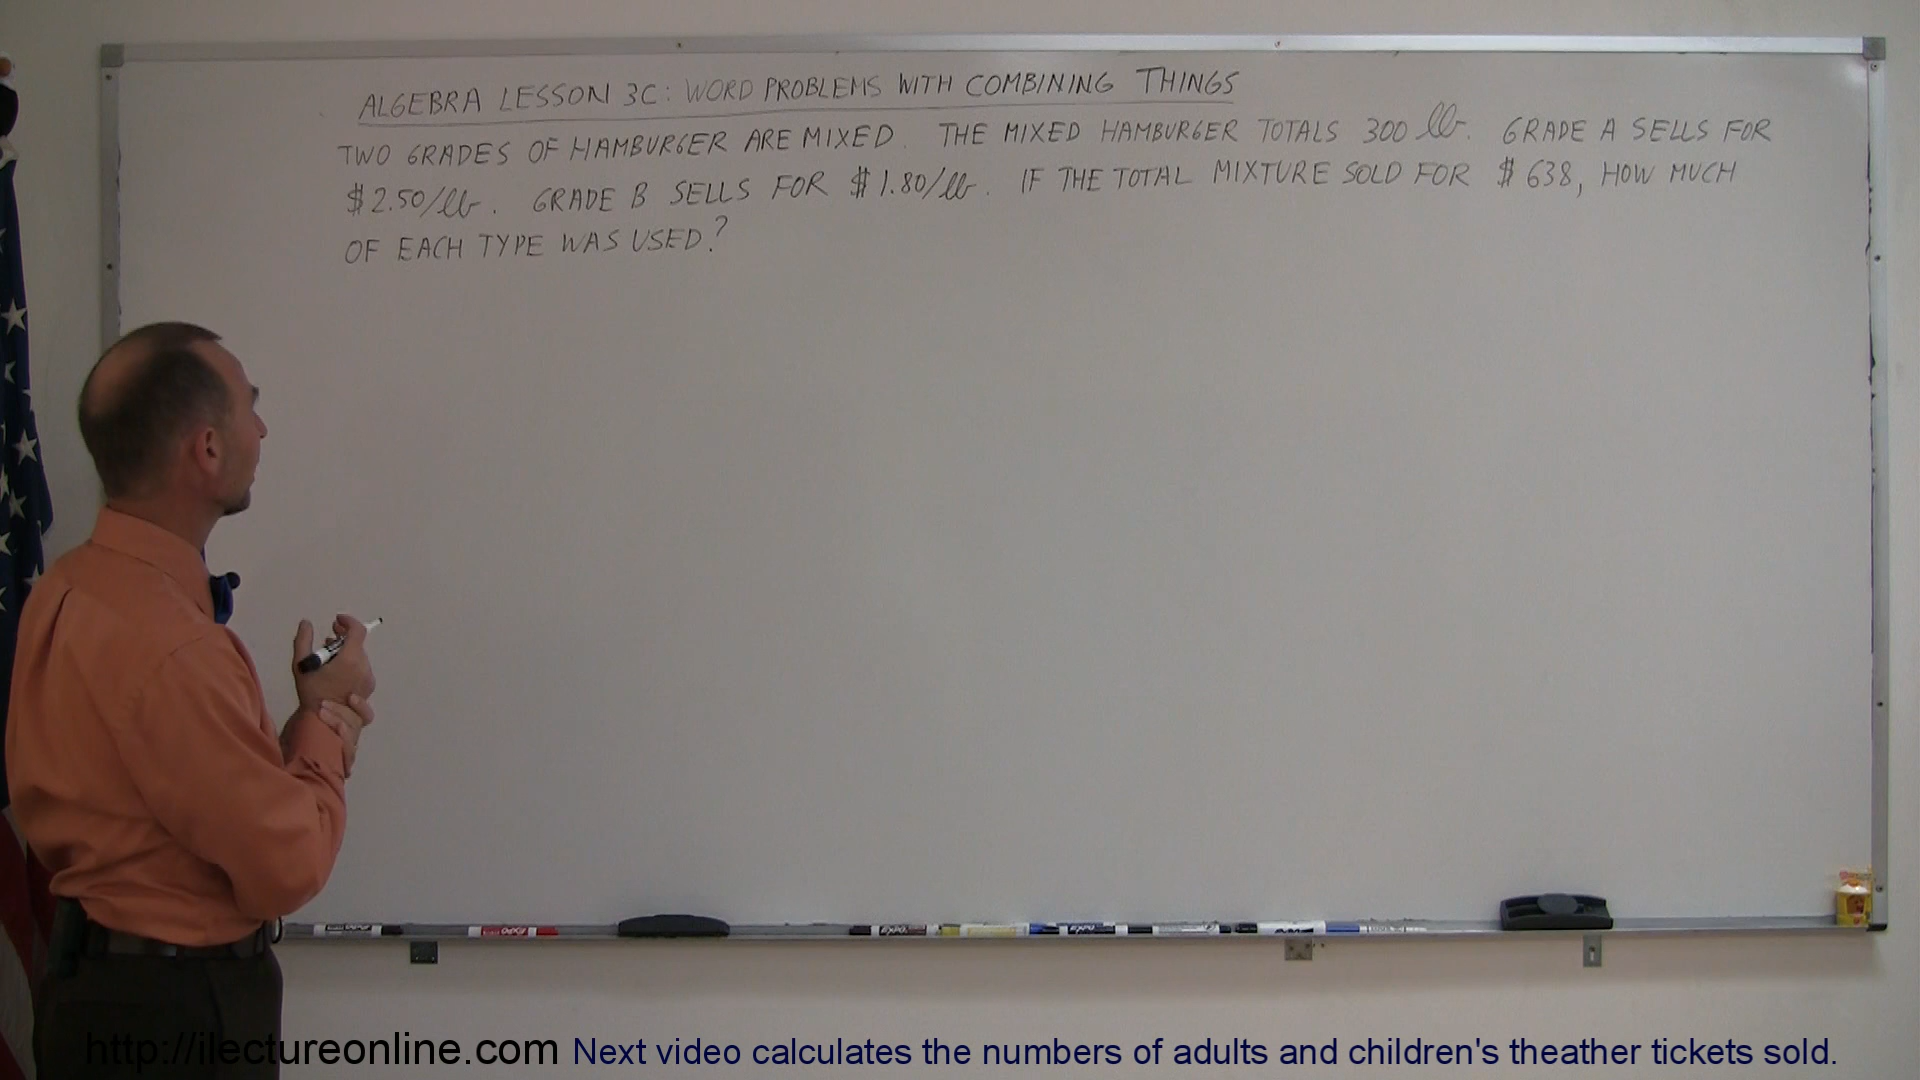 ALGEBRA LESSON 3C: WORD PROBLEMS WITH COMBINING THINGS
TWO GRADES OF HAMBURGER ARE MIXED. THE MIXED HAMBURGER TOTALS 300 lb. GRADE A SELLS FOR
$2.50/lb. GRADE B SELLS FOR $1.80/lb. IF THE TOTAL MIXTURE SOLD FOR $638, HOW MUCH
OF EACH TYPE WAS USED?
EXPO EXPO EXPO
http://ilectureonline.com Next video calculates the numbers of adults and children's theather tickets sold.